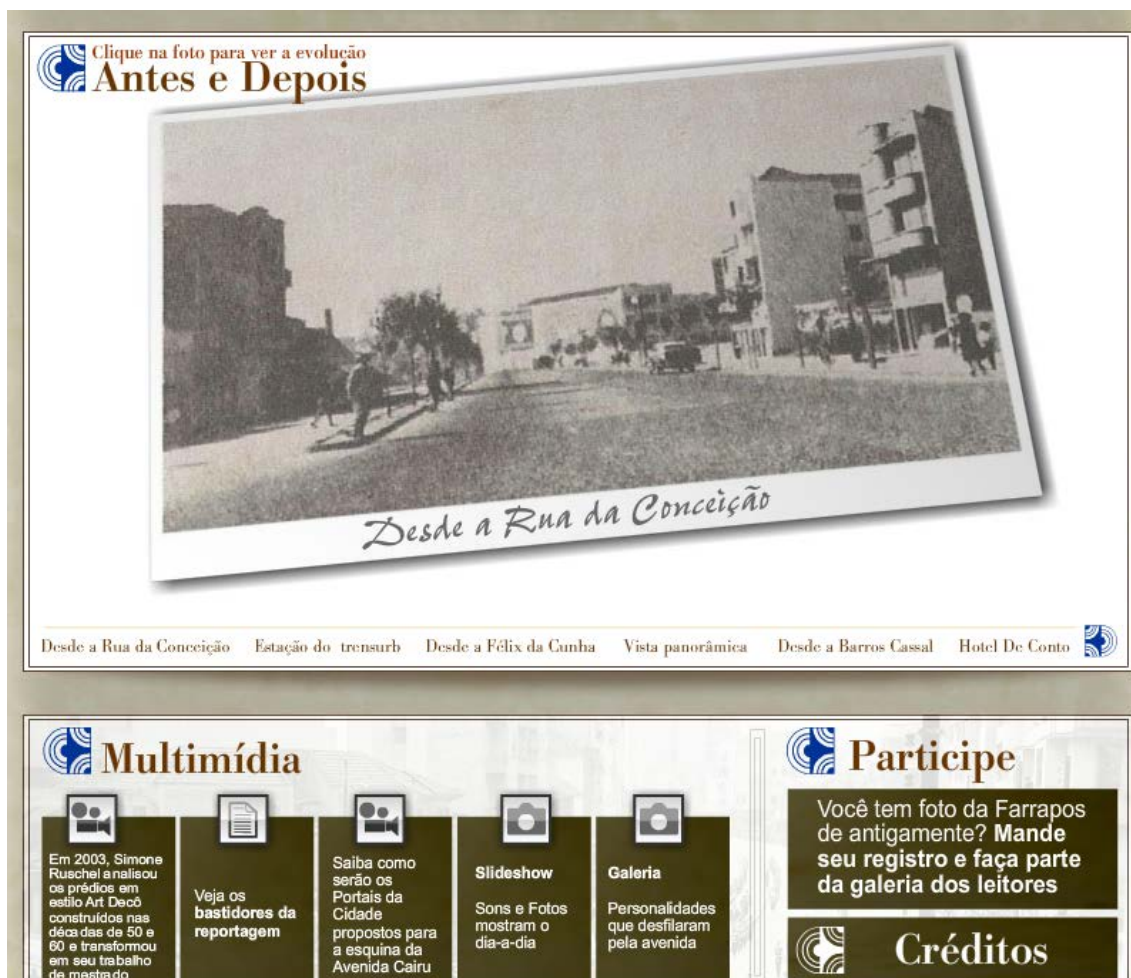 Clique na foto para ver a evolução
Antes e Depois
Desde a Rua da Conceição
Desde a Rua da Conceição Estação do trensurb Desde a Félix da Cunha Vista panorâmica Desde a Barros Cassal Hotel De Conto
Multimídia
Em 2003, Simone
Ruschel analisou
os prédios em
estilo Art Decô
construídos nas
décadas de 50 e
60 e transformou
em seu trabalho
de mestrado
Veja os
bastidores da
reportagem
Saiba como
serão os
Portais da
Cidade
propostos para
a esquina da
Avenida Cairu
Slideshow
Sons e Fotos
mostram o
dia-a-dia
Galeria
Personalidades
que desfilaram
pela avenida
Participe
Você tem foto da Farrapos
de antigamente? Mande
seu registro e faça parte
da galeria dos leitores
Créditos